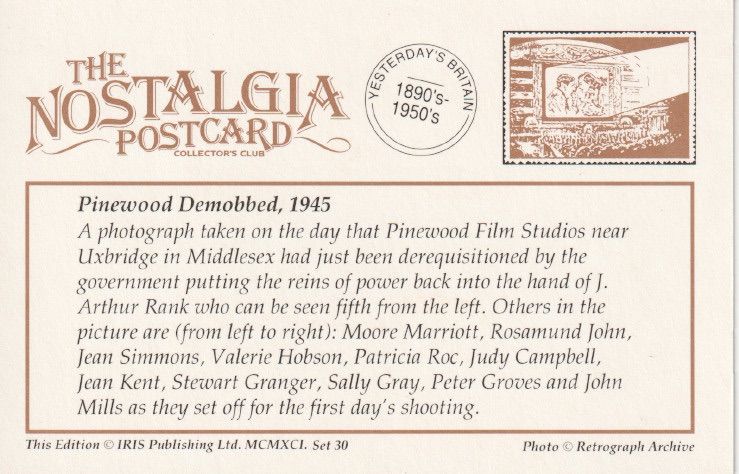 THE
NOSTALGIA
POSTCARD
COLLECTOR'S CLUB
YESTERDAY'S BRITAIN
1890's-
1950's
Pinewood Demobbed, 1945
A photograph taken on the day that Pinewood Film Studios near
Uxbridge in Middlesex had just been derequisitioned by the
government putting the reins of power back into the hand of J.
Arthur Rank who can be seen fifth from the left. Others in the
picture are (from left to right): Moore Marriott, Rosamund John,
Jean Simmons, Valerie Hobson, Patricia Roc, Judy Campbell,
Jean Kent, Stewart Granger, Sally Gray, Peter Groves and John
Mills as they set off for the first day's shooting.
This Edition © IRIS Publishing Ltd. MCMXCI. Set 30
Photo © Retrograph Archive